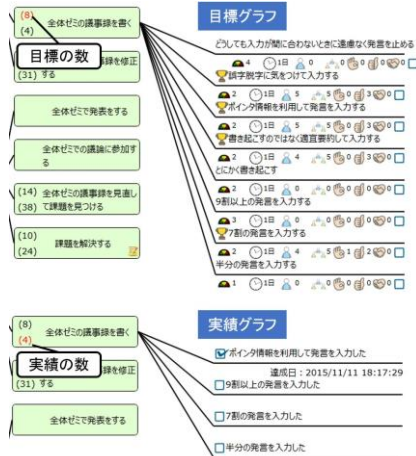 目標グラフ
(8)
(4)
全体ゼミの議事録を書く
目標の数
録を修正
(31) する
全体ゼミで発表をする
全体ゼミでの議論に参加す
る
(14) 全体ゼミの議事録を見直し
(38) て課題を見つける
(10)
(24)
課題を解決する
どうしても入力が間に合わないときに遠慮なく発言を止める
4 1日 0 0 0 0
誤字脱字に気をつけて入力する
2 1日 5 5 0 3 0
ポインタ情報を利用して発言を入力する
2 1日 5 5 0 3 0
書き起こすのではなく適宜要約して入力する
2 1日 4 5 0 3 0
とにかく書き起こす
2 1日 0 0 0 0
9割以上の発言を入力する
3 1日 0 0 0 0
7割の発言を入力する
2 1日 0 5 1 2 0
半分の発言を入力する
1 1日 0 0 0 0
実績グラフ
(8)
(4)
全体ゼミの議事録を書く
実績の数
録を修正
(31) する
全体ゼミで発表をする
ポインタ情報を利用して発言を入力した
達成日：2015/11/11 18:17:29
9割以上の発言を入力した
7割の発言を入力した
半分の発言を入力した